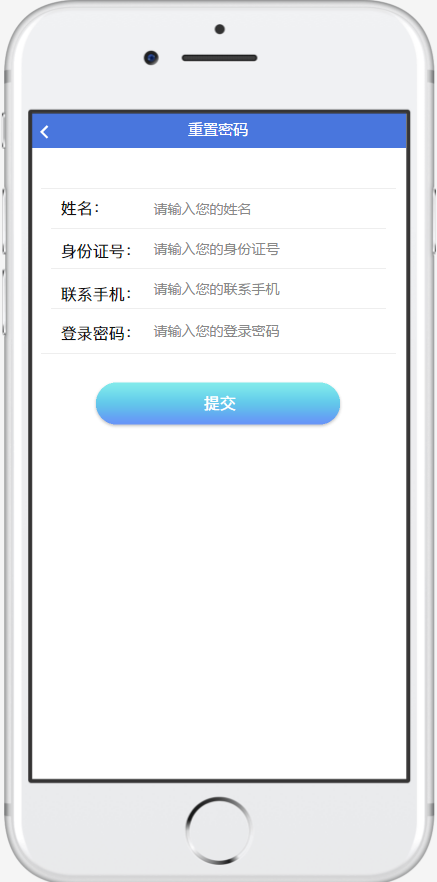 重置密码
姓名： 请输入您的姓名
身份证号： 请输入您的身份证号
联系手机： 请输入您的联系手机
登录密码： 请输入您的登录密码
提交